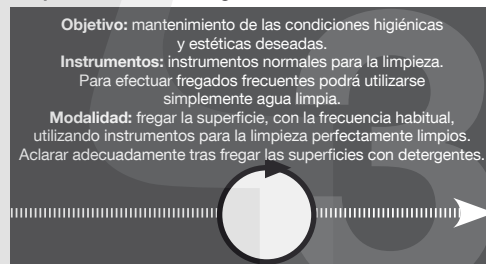 Objetivo: mantenimiento de las condiciones higiénicas
y estéticas deseadas.
Instrumentos: instrumentos normales para la limpieza.
Para efectuar fregados frecuentes podrá utilizarse
simplemente agua limpia.
Modalidad: fregar la superficie, con la frecuencia habitual,
utilizando instrumentos para la limpieza perfectamente limpios.
Aclarar adecuadamente tras fregar las superficies con detergentes.